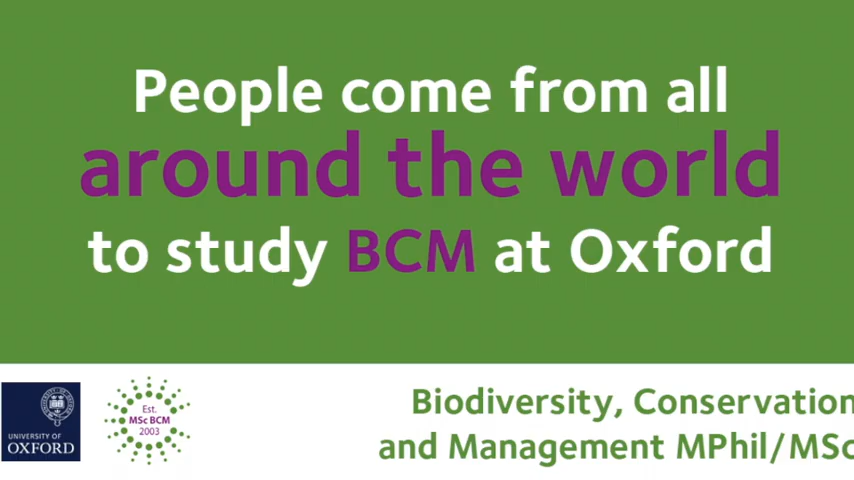 People come from all
around the world
to study BCM at Oxford
UNIVERSITY OF
OXFORD
Est.
MSc BCM
2003
Biodiversity, Conservation
and Management MPhil/MSc